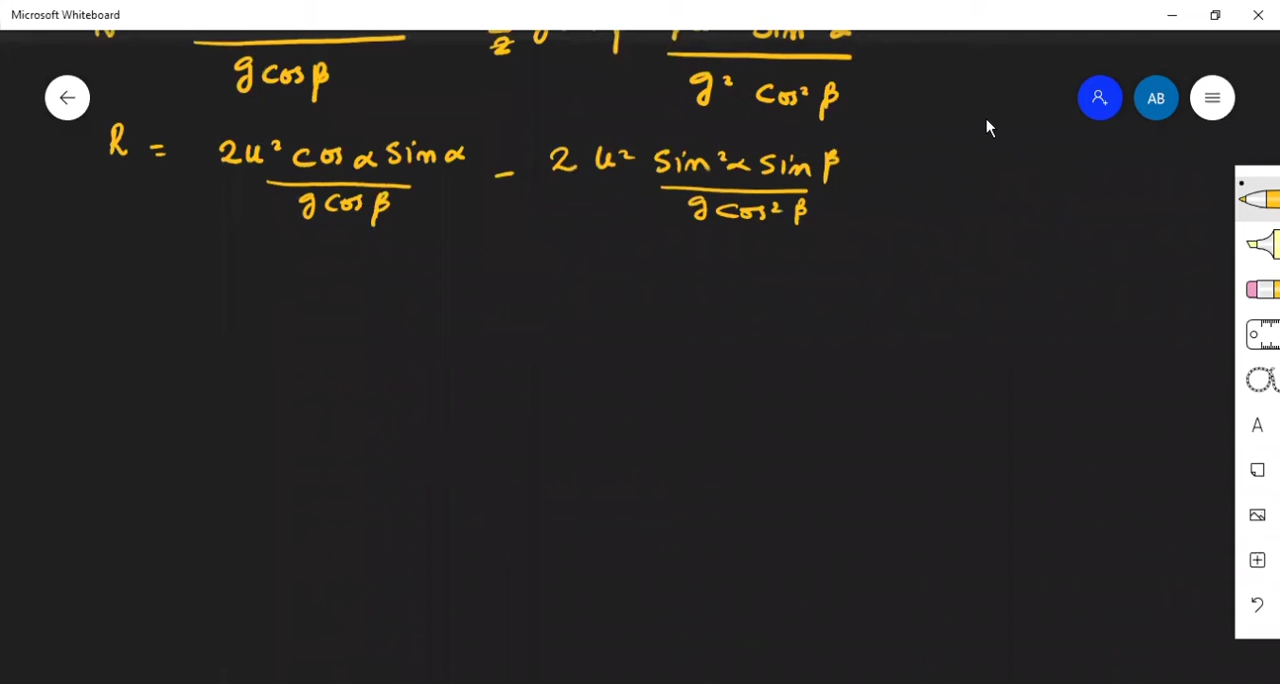 Microsoft Whiteboard
g cos β
g² cos² β
AB
R = 2u² cos α sin α / g cos β - 2 u² sin² α sin β / g cos² β
A